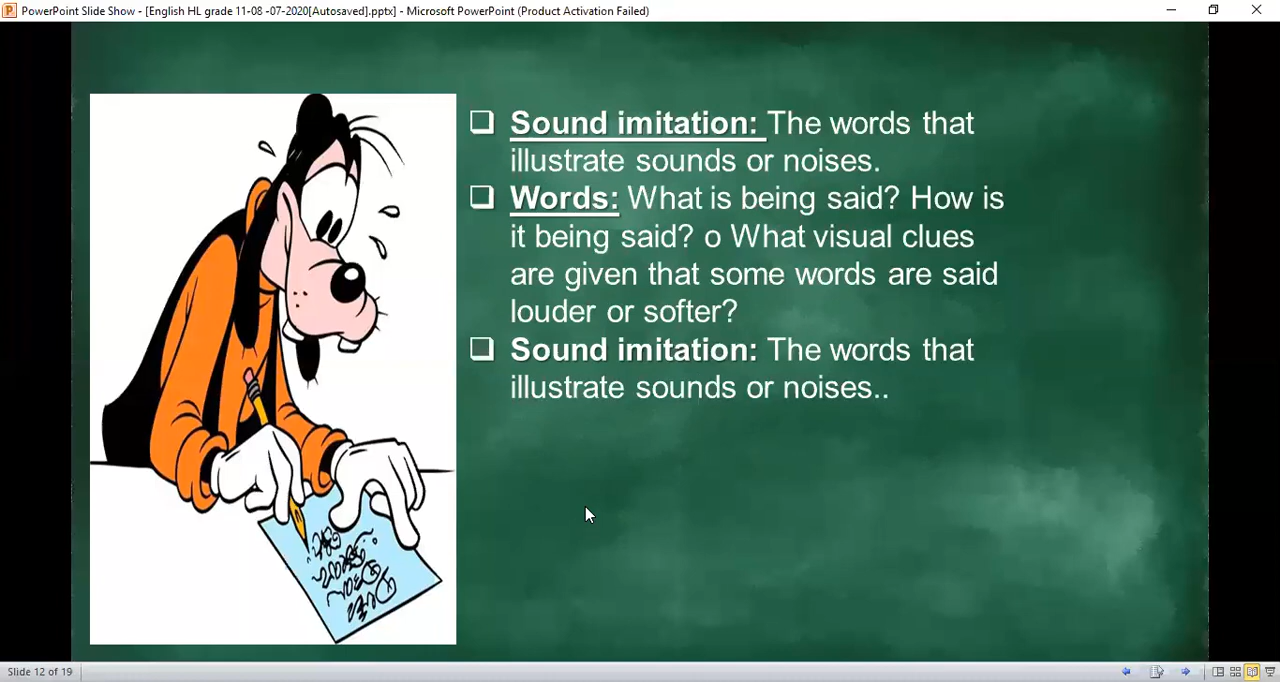 PowerPoint Slide Show - [English HL grade 11-08 -07-2020[Autosaved].pptx] - Microsoft PowerPoint (Product Activation Failed)
Sound imitation: The words that
illustrate sounds or noises.
Words: What is being said? How is
it being said? o What visual clues
are given that some words are said
louder or softer?
Sound imitation: The words that
illustrate sounds or noises..
Slide 12 of 19